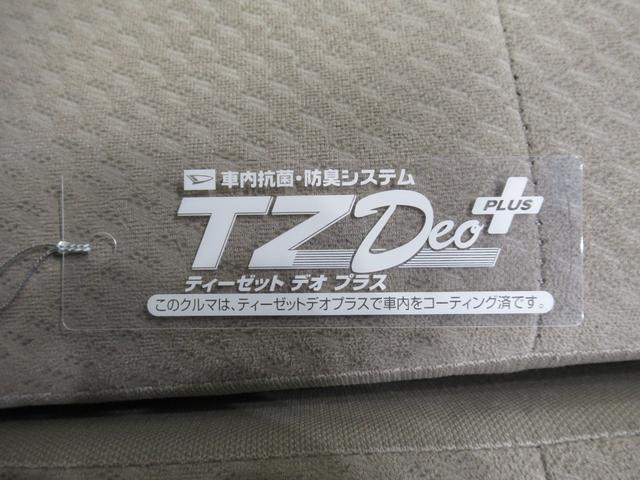 車内抗菌・防臭システム
TZ Deo PLUS
ティーゼット デオ プラス
このクルマは、ティーゼットデオプラスで車内をコーティング済です。